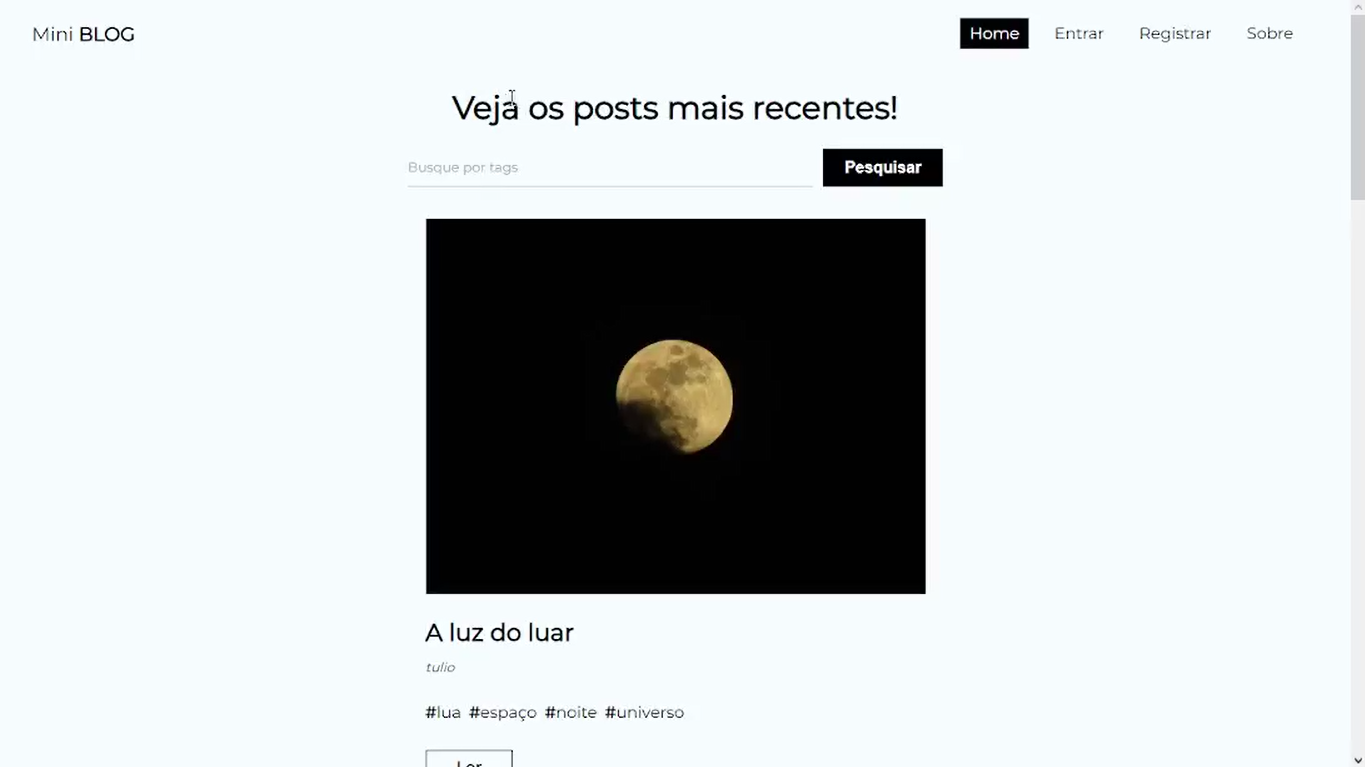 Mini BLOG
Home Entrar Registrar Sobre
Veja os posts mais recentes!
Busque por tags
Pesquisar
A luz do luar
tulio
#lua #espaço #noite #universo
Ler